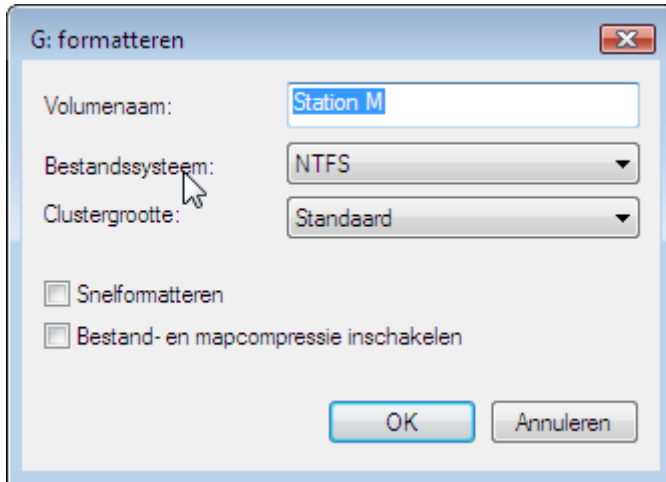 G: formatteren
Volumenaam:
Station M
Bestandssysteem:
NTFS
Clustergrootte:
Standaard
Snelformatteren
Bestand- en mapcompressie inschakelen
OK
Annuleren